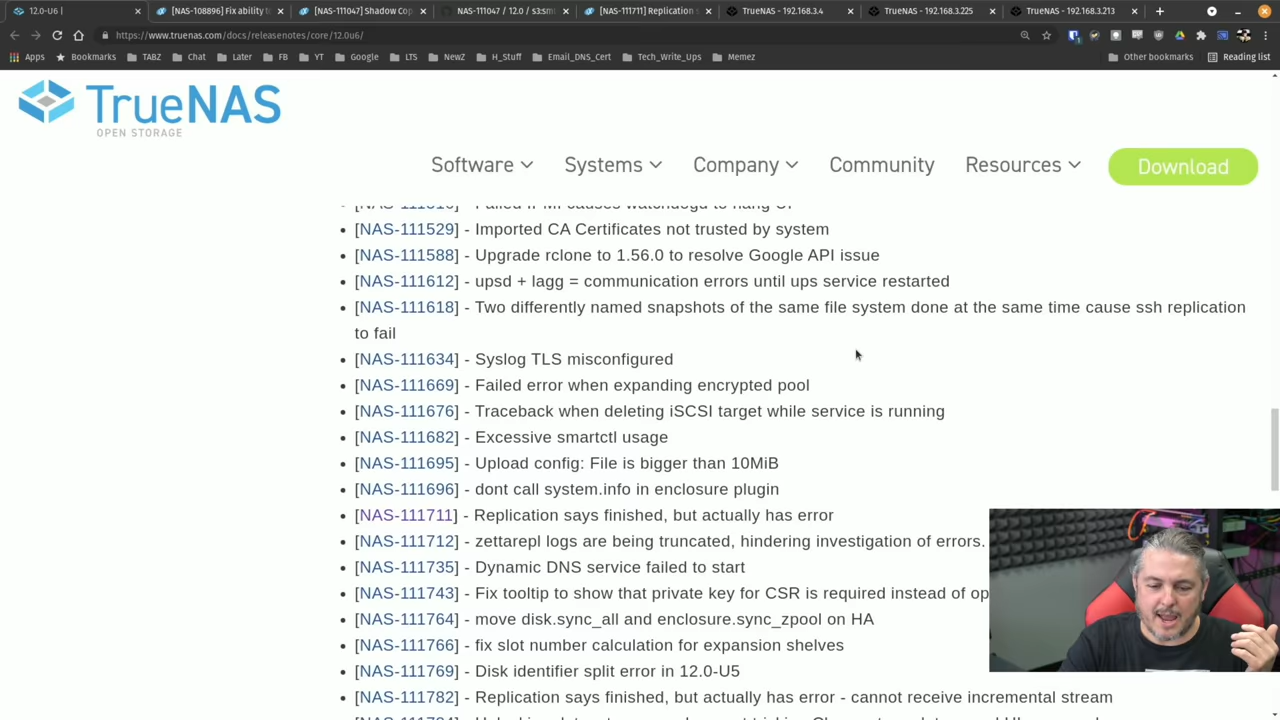 12.0-U6 |
[NAS-108896] Fix ability t
[NAS-111047] Shadow Cop
NAS-111047 / 12.0 / s3:sm
[NAS-111711] Replication s
TrueNAS - 192.168.3.4
TrueNAS - 192.168.3.225
TrueNAS - 192.168.3.213
https://www.truenas.com/docs/releasenotes/core/12.0u6/
Apps Bookmarks TABZ Chat Later FB YT Google LTS NewZ H_Stuff Email_DNS_Cert Tech_Write_Ups Memez Other bookmarks Reading list
TrueNAS
OPEN STORAGE
Software Systems Company Community Resources Download
[NAS-111529] - Imported CA Certificates not trusted by system
[NAS-111588] - Upgrade rclone to 1.56.0 to resolve Google API issue
[NAS-111612] - upsd + lagg = communication errors until ups service restarted
[NAS-111618] - Two differently named snapshots of the same file system done at the same time cause ssh replication
to fail
[NAS-111634] - Syslog TLS misconfigured
[NAS-111669] - Failed error when expanding encrypted pool
[NAS-111676] - Traceback when deleting iSCSI target while service is running
[NAS-111682] - Excessive smartctl usage
[NAS-111695] - Upload config: File is bigger than 10MiB
[NAS-111696] - dont call system.info in enclosure plugin
[NAS-111711] - Replication says finished, but actually has error
[NAS-111712] - zettarepl logs are being truncated, hindering investigation of errors.
[NAS-111735] - Dynamic DNS service failed to start
[NAS-111743] - Fix tooltip to show that private key for CSR is required instead of op
[NAS-111764] - move disk.sync_all and enclosure.sync_zpool on HA
[NAS-111766] - fix slot number calculation for expansion shelves
[NAS-111769] - Disk identifier split error in 12.0-U5
[NAS-111782] - Replication says finished, but actually has error - cannot receive incremental stream